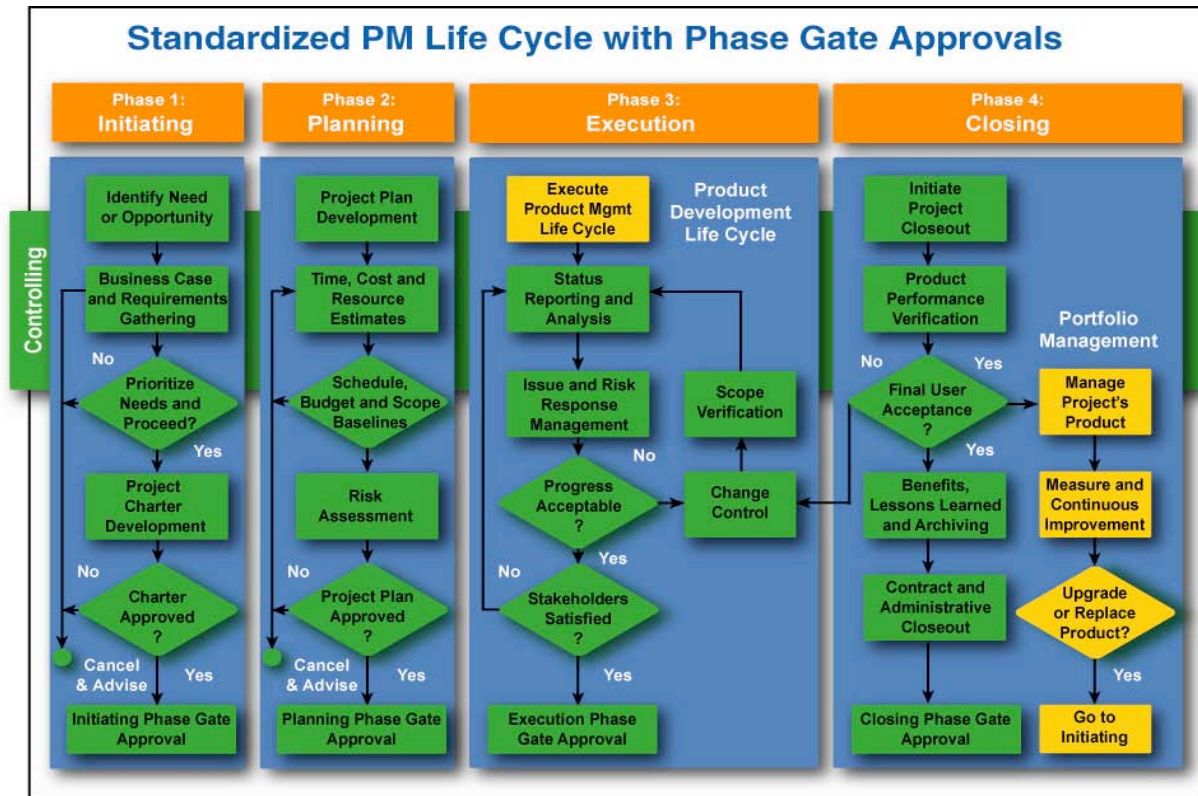 Standardized PM Life Cycle with Phase Gate Approvals
Phase 1:
Initiating
Phase 2:
Planning
Phase 3:
Execution
Phase 4:
Closing
Controlling
Identify Need
or Opportunity
Business Case
and Requirements
Gathering
No
Prioritize
Needs and
Proceed?
Yes
Project
Charter
Development
No
Charter
Approved
?
Cancel
& Advise
Yes
Initiating Phase Gate
Approval
Project Plan
Development
Time, Cost and
Resource
Estimates
Schedule,
Budget and Scope
Baselines
Risk
Assessment
No
Project Plan
Approved
?
Cancel
& Advise
Yes
Planning Phase Gate
Approval
Execute
Product Mgmt
Life Cycle
Product
Development
Life Cycle
Status
Reporting and
Analysis
Issue and Risk
Response
Management
Scope
Verification
No
Progress
Acceptable
?
Change
Control
Yes
No
Stakeholders
Satisfied
?
Yes
Execution Phase
Gate Approval
Initiate
Project
Closeout
Product
Performance
Verification
Portfolio
Management
No
Yes
Final User
Acceptance
?
Manage
Project's
Product
Yes
Benefits,
Lessons Learned
and Archiving
Measure and
Continuous
Improvement
Contract and
Administrative
Closeout
Upgrade
or Replace
Product?
Yes
Closing Phase Gate
Approval
Go to
Initiating